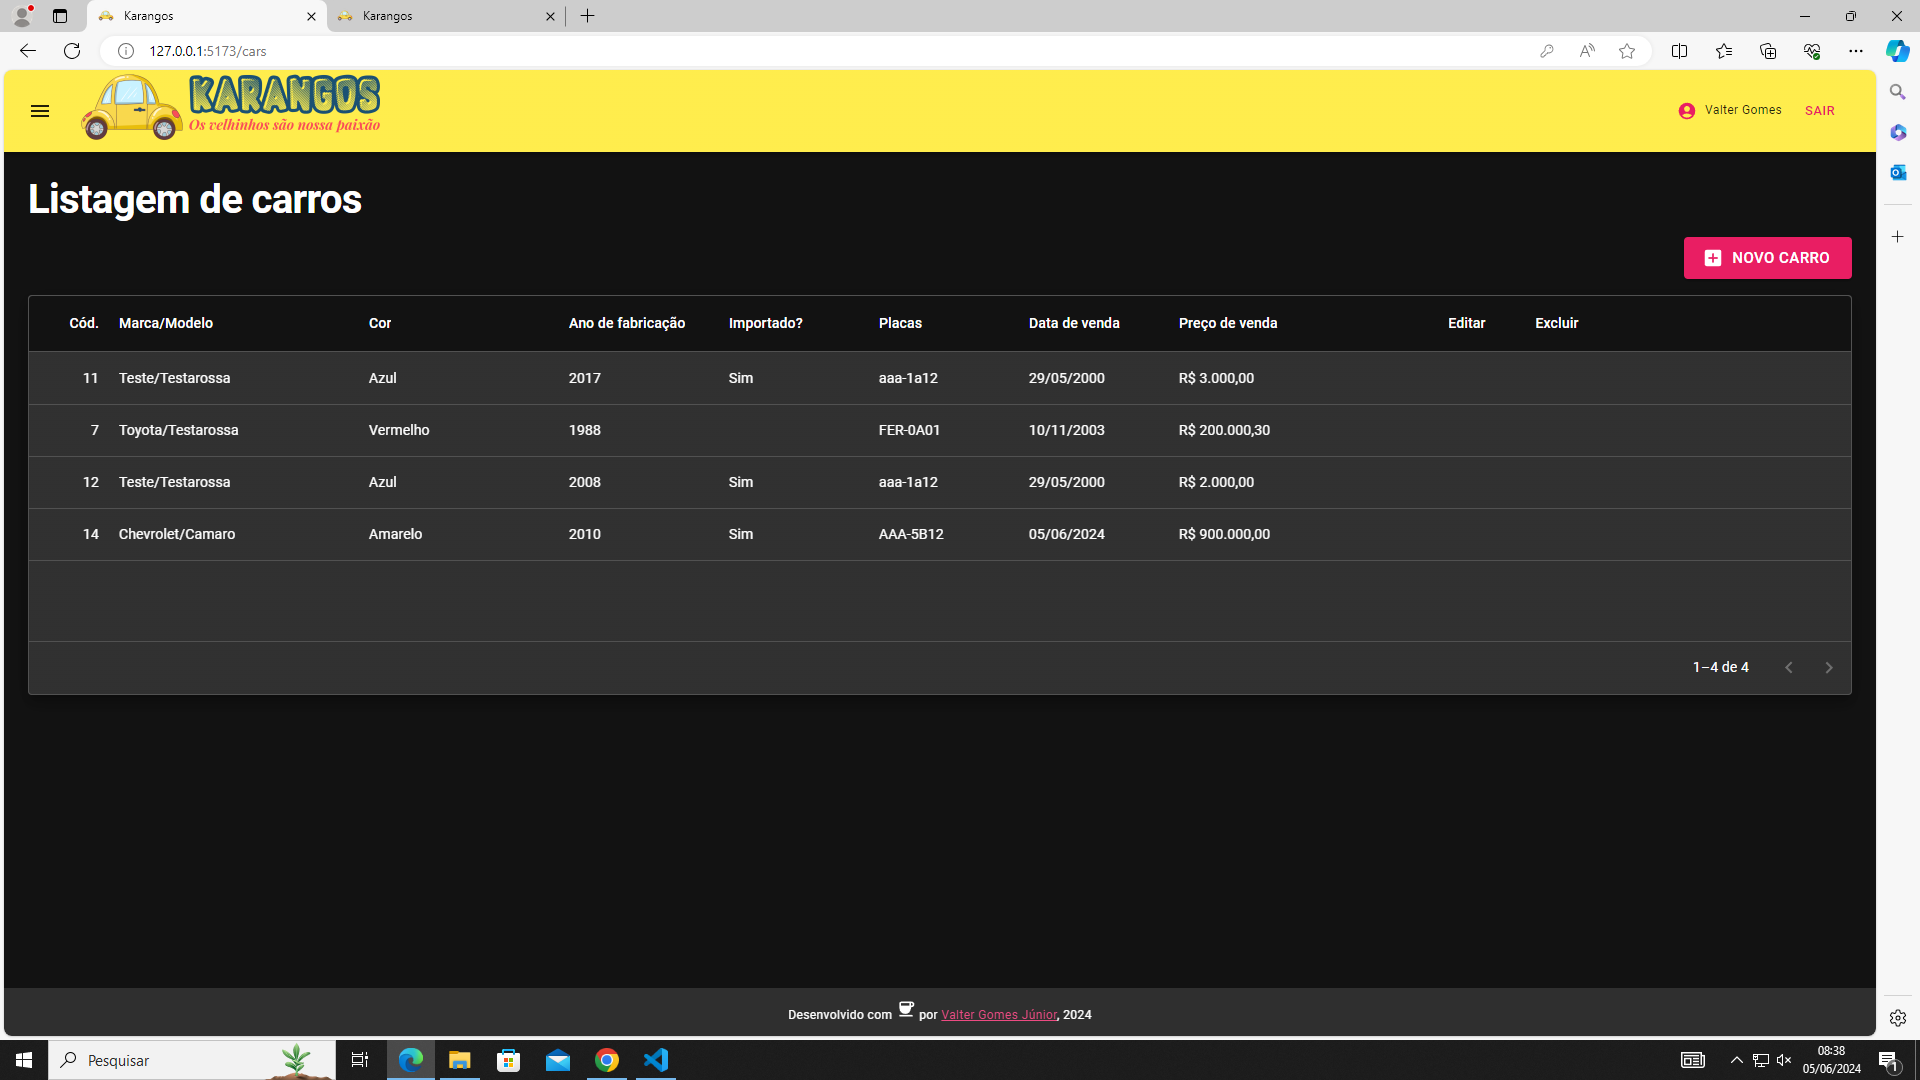 Karangos
Karangos
127.0.0.1:5173/cars
KARANGOS
Os velhinhos são nossa paixão
Valter Gomes
SAIR
Listagem de carros
NOVO CARRO
Cód. Marca/Modelo Cor Ano de fabricação Importado? Placas Data de venda Preço de venda Editar Excluir
11 Teste/Testarossa Azul 2017 Sim aaa-1a12 29/05/2000 R$ 3.000,00
7 Toyota/Testarossa Vermelho 1988 FER-0A01 10/11/2003 R$ 200.000,30
12 Teste/Testarossa Azul 2008 Sim aaa-1a12 29/05/2000 R$ 2.000,00
14 Chevrolet/Camaro Amarelo 2010 Sim AAA-5B12 05/06/2024 R$ 900.000,00
1–4 de 4
Desenvolvido com por Valter Gomes Júnior, 2024
Pesquisar
08:38
05/06/2024
1